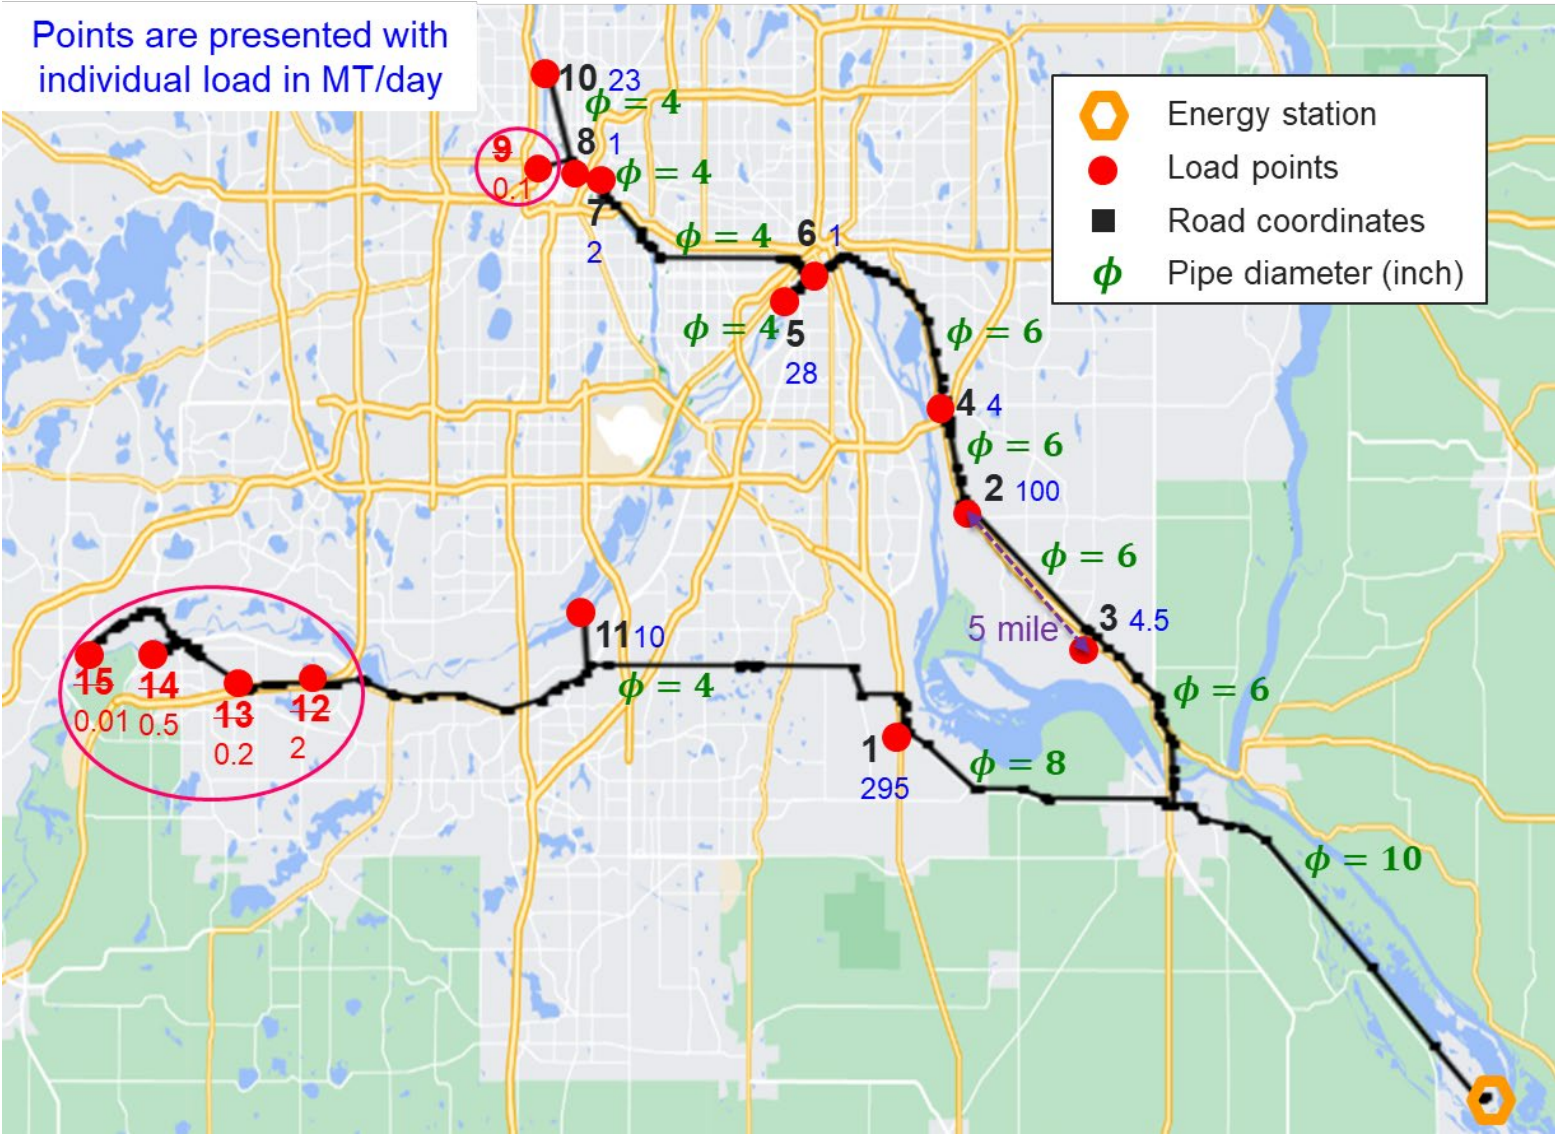 Points are presented with
individual load in MT/day
10 23
ϕ = 4
9
0.1
8 1
ϕ = 4
7
2
ϕ = 4
6 1
ϕ = 4
5
28
ϕ = 6
4 4
ϕ = 6
2 100
ϕ = 6
5 mile
3 4.5
ϕ = 6
11 10
ϕ = 4
15
0.01
14
0.5
13
0.2
12
2
1
295
ϕ = 8
ϕ = 10
Energy station
Load points
Road coordinates
ϕ Pipe diameter (inch)